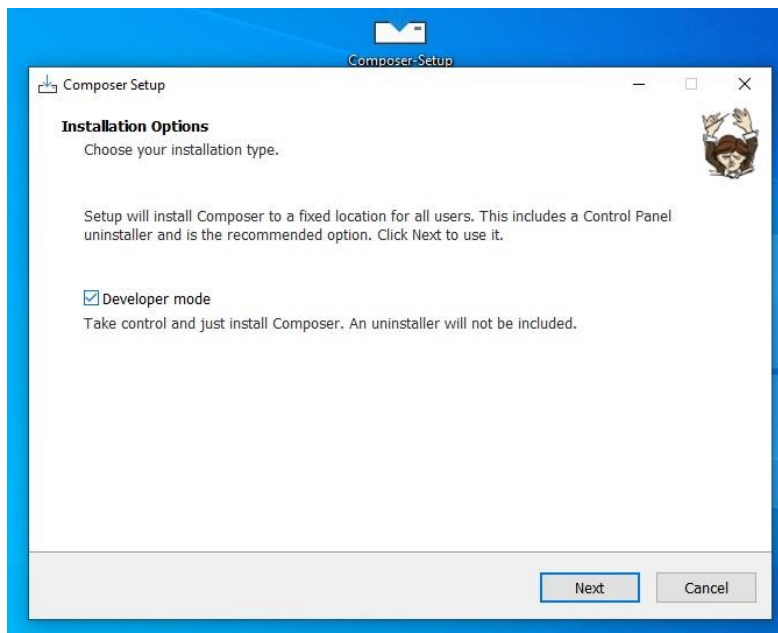 Composer-Setup
Composer Setup
Installation Options
Choose your installation type.
Setup will install Composer to a fixed location for all users. This includes a Control Panel
uninstaller and is the recommended option. Click Next to use it.
Developer mode
Take control and just install Composer. An uninstaller will not be included.
Next
Cancel